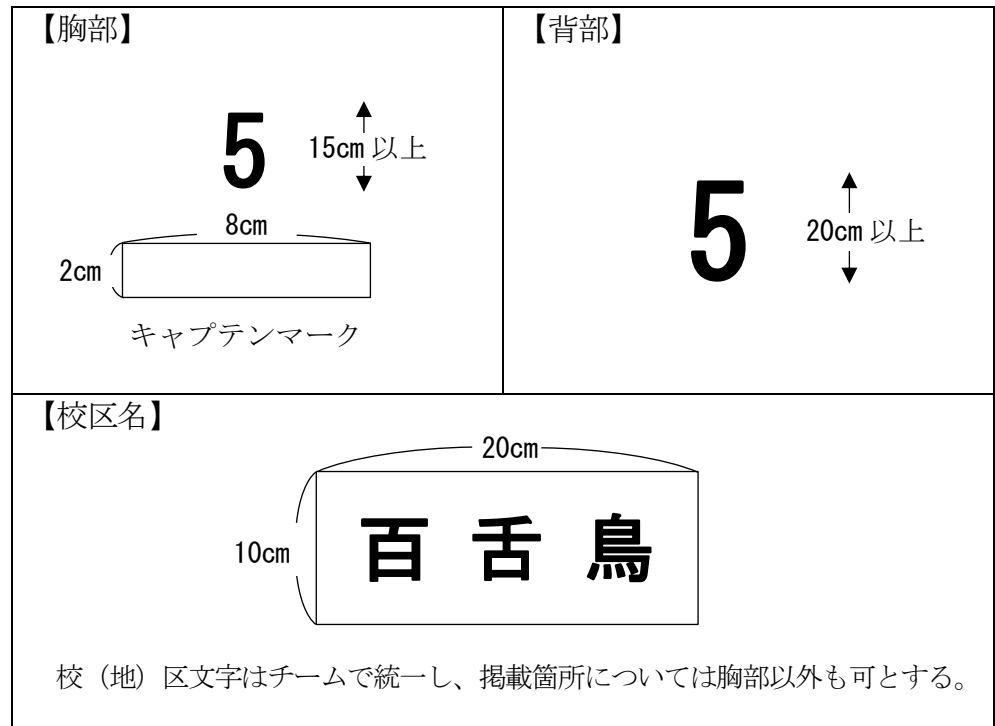 【胸部】
5
15cm 以上
8cm
2cm
キャプテンマーク
【背部】
5
20cm 以上
【校区名】
20cm
10cm
百 舌 鳥
校（地）区文字はチームで統一し、掲載箇所については胸部以外も可とする。